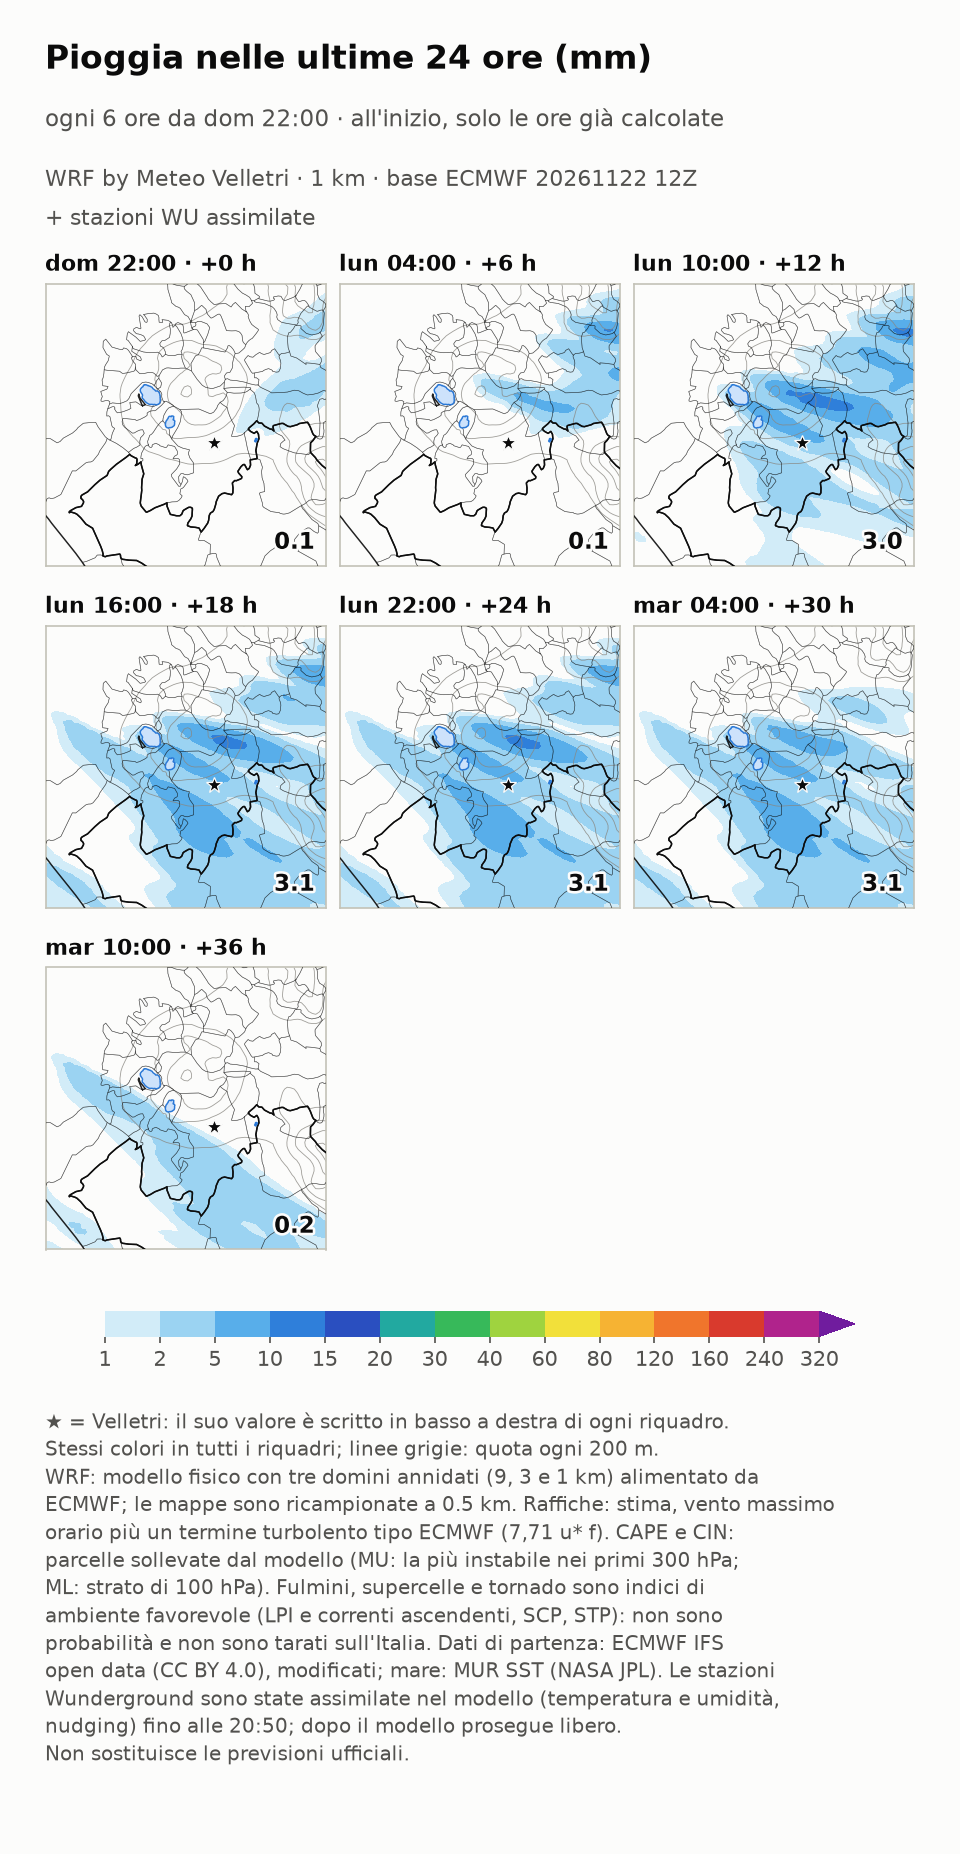 Pioggia nelle ultime 24 ore (mm)
ogni 6 ore da dom 22:00 · all'inizio, solo le ore già calcolate
WRF by Meteo Velletri · 1 km · base ECMWF 20261122 12Z
+ stazioni WU assimilate
dom 22:00 · +0 h
lun 04:00 · +6 h
lun 10:00 · +12 h
0.1
0.1
3.0
lun 16:00 · +18 h
lun 22:00 · +24 h
mar 04:00 · +30 h
3.1
3.1
3.1
mar 10:00 · +36 h
0.2
1 2 5 10 15 20 30 40 60 80 120 160 240 320
★ = Velletri: il suo valore è scritto in basso a destra di ogni riquadro.
Stessi colori in tutti i riquadri; linee grigie: quota ogni 200 m.
WRF: modello fisico con tre domini annidati (9, 3 e 1 km) alimentato da
ECMWF; le mappe sono ricampionate a 0.5 km. Raffiche: stima, vento massimo
orario più un termine turbolento tipo ECMWF (7,71 u* f). CAPE e CIN:
parcelle sollevate dal modello (MU: la più instabile nei primi 300 hPa;
ML: strato di 100 hPa). Fulmini, supercelle e tornado sono indici di
ambiente favorevole (LPI e correnti ascendenti, SCP, STP): non sono
probabilità e non sono tarati sull'Italia. Dati di partenza: ECMWF IFS
open data (CC BY 4.0), modificati; mare: MUR SST (NASA JPL). Le stazioni
Wunderground sono state assimilate nel modello (temperatura e umidità,
nudging) fino alle 20:50; dopo il modello prosegue libero.
Non sostituisce le previsioni ufficiali.